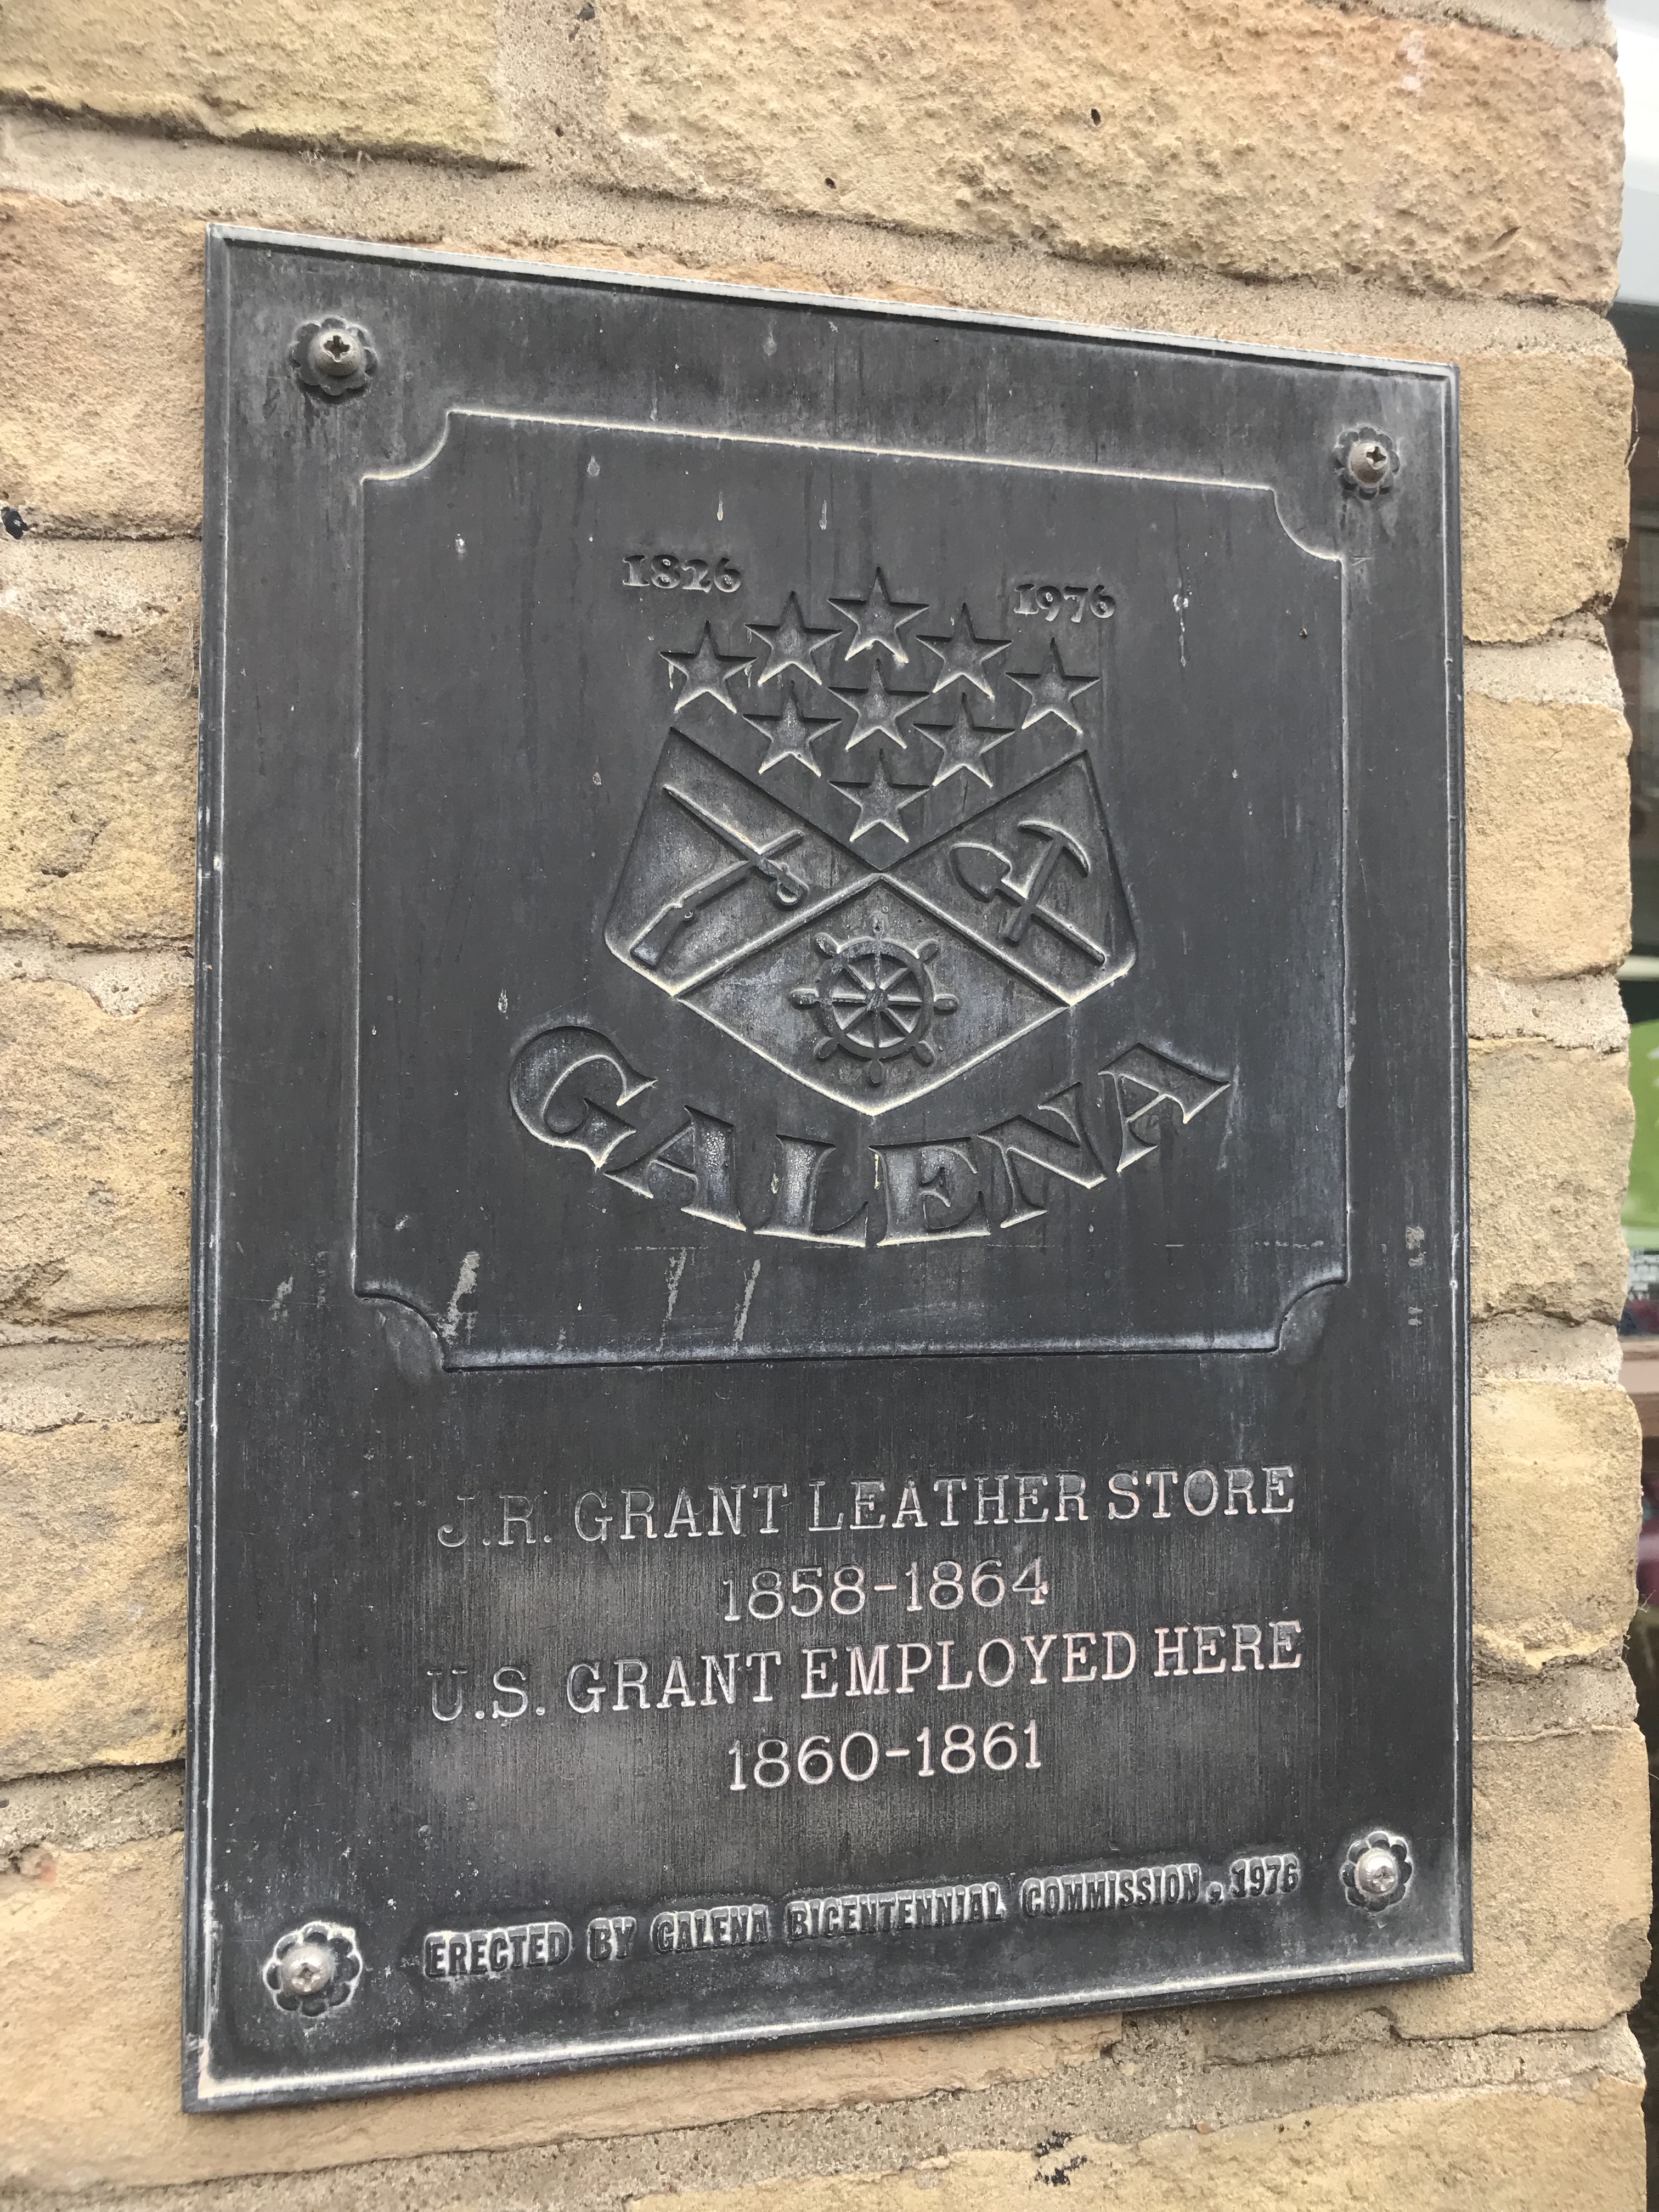 1826 1976
GALENA
J.R. GRANT LEATHER STORE
1858-1864
U.S. GRANT EMPLOYED HERE
1860-1861
ERECTED BY GALENA BICENTENNIAL COMMISSION, 1976